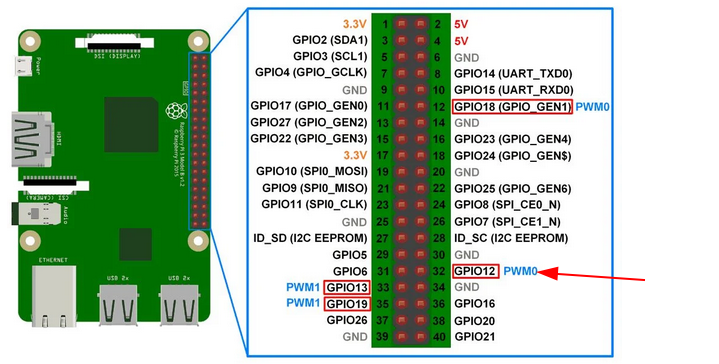 3.3V 1 2 5V
GPIO2 (SDA1) 3 4 5V
GPIO3 (SCL1) 5 6 GND
GPIO4 (GPIO_GCLK) 7 8 GPIO14 (UART_TXD0)
GND 9 10 GPIO15 (UART_RXD0)
GPIO17 (GPIO_GEN0) 11 12 GPIO18 (GPIO_GEN1) PWM0
GPIO27 (GPIO_GEN2) 13 14 GND
GPIO22 (GPIO_GEN3) 15 16 GPIO23 (GPIO_GEN4)
3.3V 17 18 GPIO24 (GPIO_GEN$)
GPIO10 (SPI0_MOSI) 19 20 GND
GPIO9 (SPI0_MISO) 21 22 GPIO25 (GPIO_GEN6)
GPIO11 (SPI0_CLK) 23 24 GPIO8 (SPI_CE0_N)
GND 25 26 GPIO7 (SPI_CE1_N)
ID_SD (I2C EEPROM) 27 28 ID_SC (I2C EEPROM)
GPIO5 29 30 GND
GPIO6 31 32 GPIO12 PWM0
PWM1 GPIO13 33 34 GND
PWM1 GPIO19 35 36 GPIO16
GPIO26 37 38 GPIO20
GND 39 40 GPIO21
DSI (DISPLAY)
Power
GPIO
HDMI
Raspberry Pi 3 Model B v1.2
© Raspberry Pi 2015
CSI (CAMERA)
Audio
ETHERNET
USB 2x
USB 2x